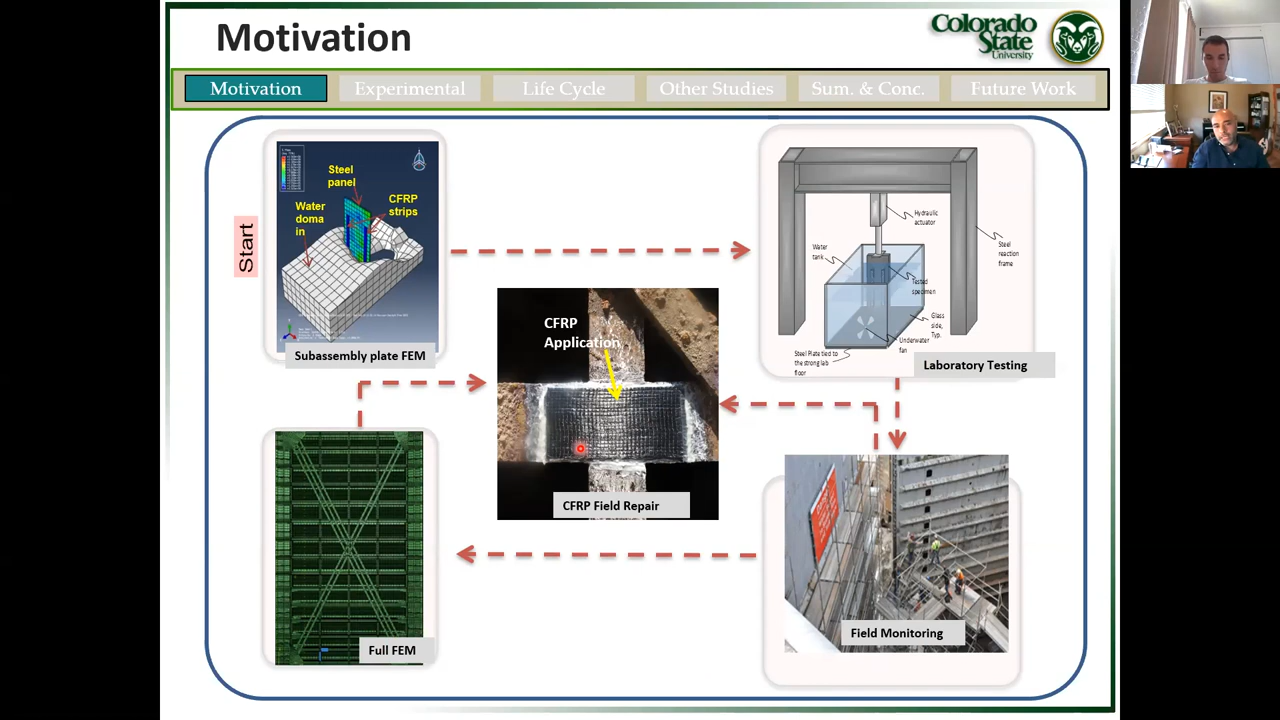 Motivation
Colorado
State
University
Motivation
Experimental
Life Cycle
Other Studies
Sum. & Conc.
Future Work
Start
Steel
panel
CFRP
strips
Water
doma
in
Subassembly plate FEM
Hydraulic
actuator
Water
tank
Steel
reaction
frame
Tested
specimen
Glass
side,
Typ.
Underwater
fan
Steel Plate tied to
the strong lab
floor
Laboratory Testing
CFRP
Application
CFRP Field Repair
Full FEM
Field Monitoring